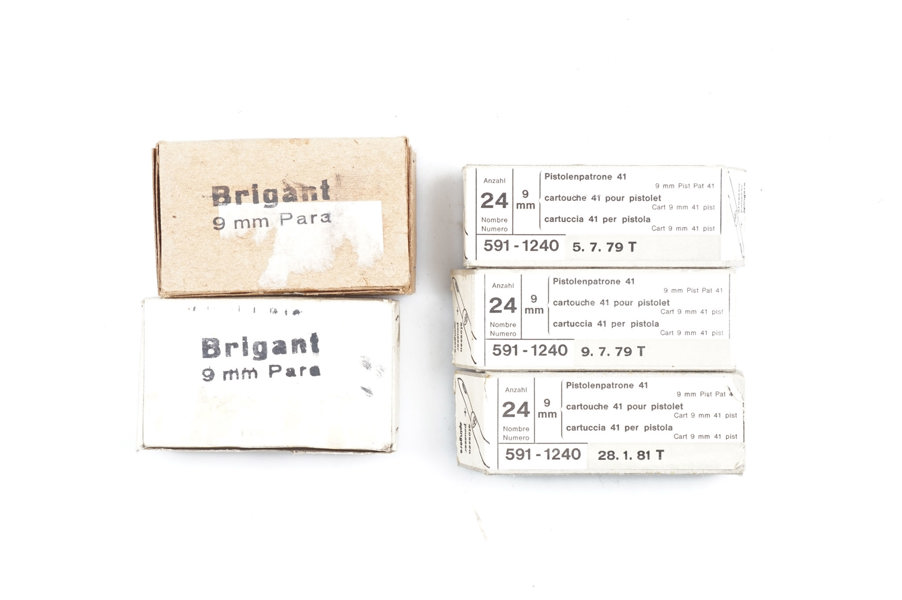 Brigant
9 mm Para
Brigant
9 mm Para
Anzahl
24
Nombre
Numero
9
mm
Pistolenpatrone 41
9 mm Pist Pat 41
cartouche 41 pour pistolet
Cart 9 mm 41 pist
cartuccia 41 per pistola
Cart 9 mm 41 pist
591-1240 5. 7. 79 T
Anzahl
24
Nombre
Numero
9
mm
Pistolenpatrone 41
9 mm Pist Pat 41
cartouche 41 pour pistolet
Cart 9 mm 41 pist
cartuccia 41 per pistola
Cart 9 mm 41 pist
591-1240 9. 7. 79 T
Anzahl
24
Nombre
Numero
9
mm
Pistolenpatrone 41
9 mm Pist Pat 4
cartouche 41 pour pistolet
Cart 9 mm 41 pist
cartuccia 41 per pistola
Cart 9 mm 41 pist
591-1240 28. 1. 81 T